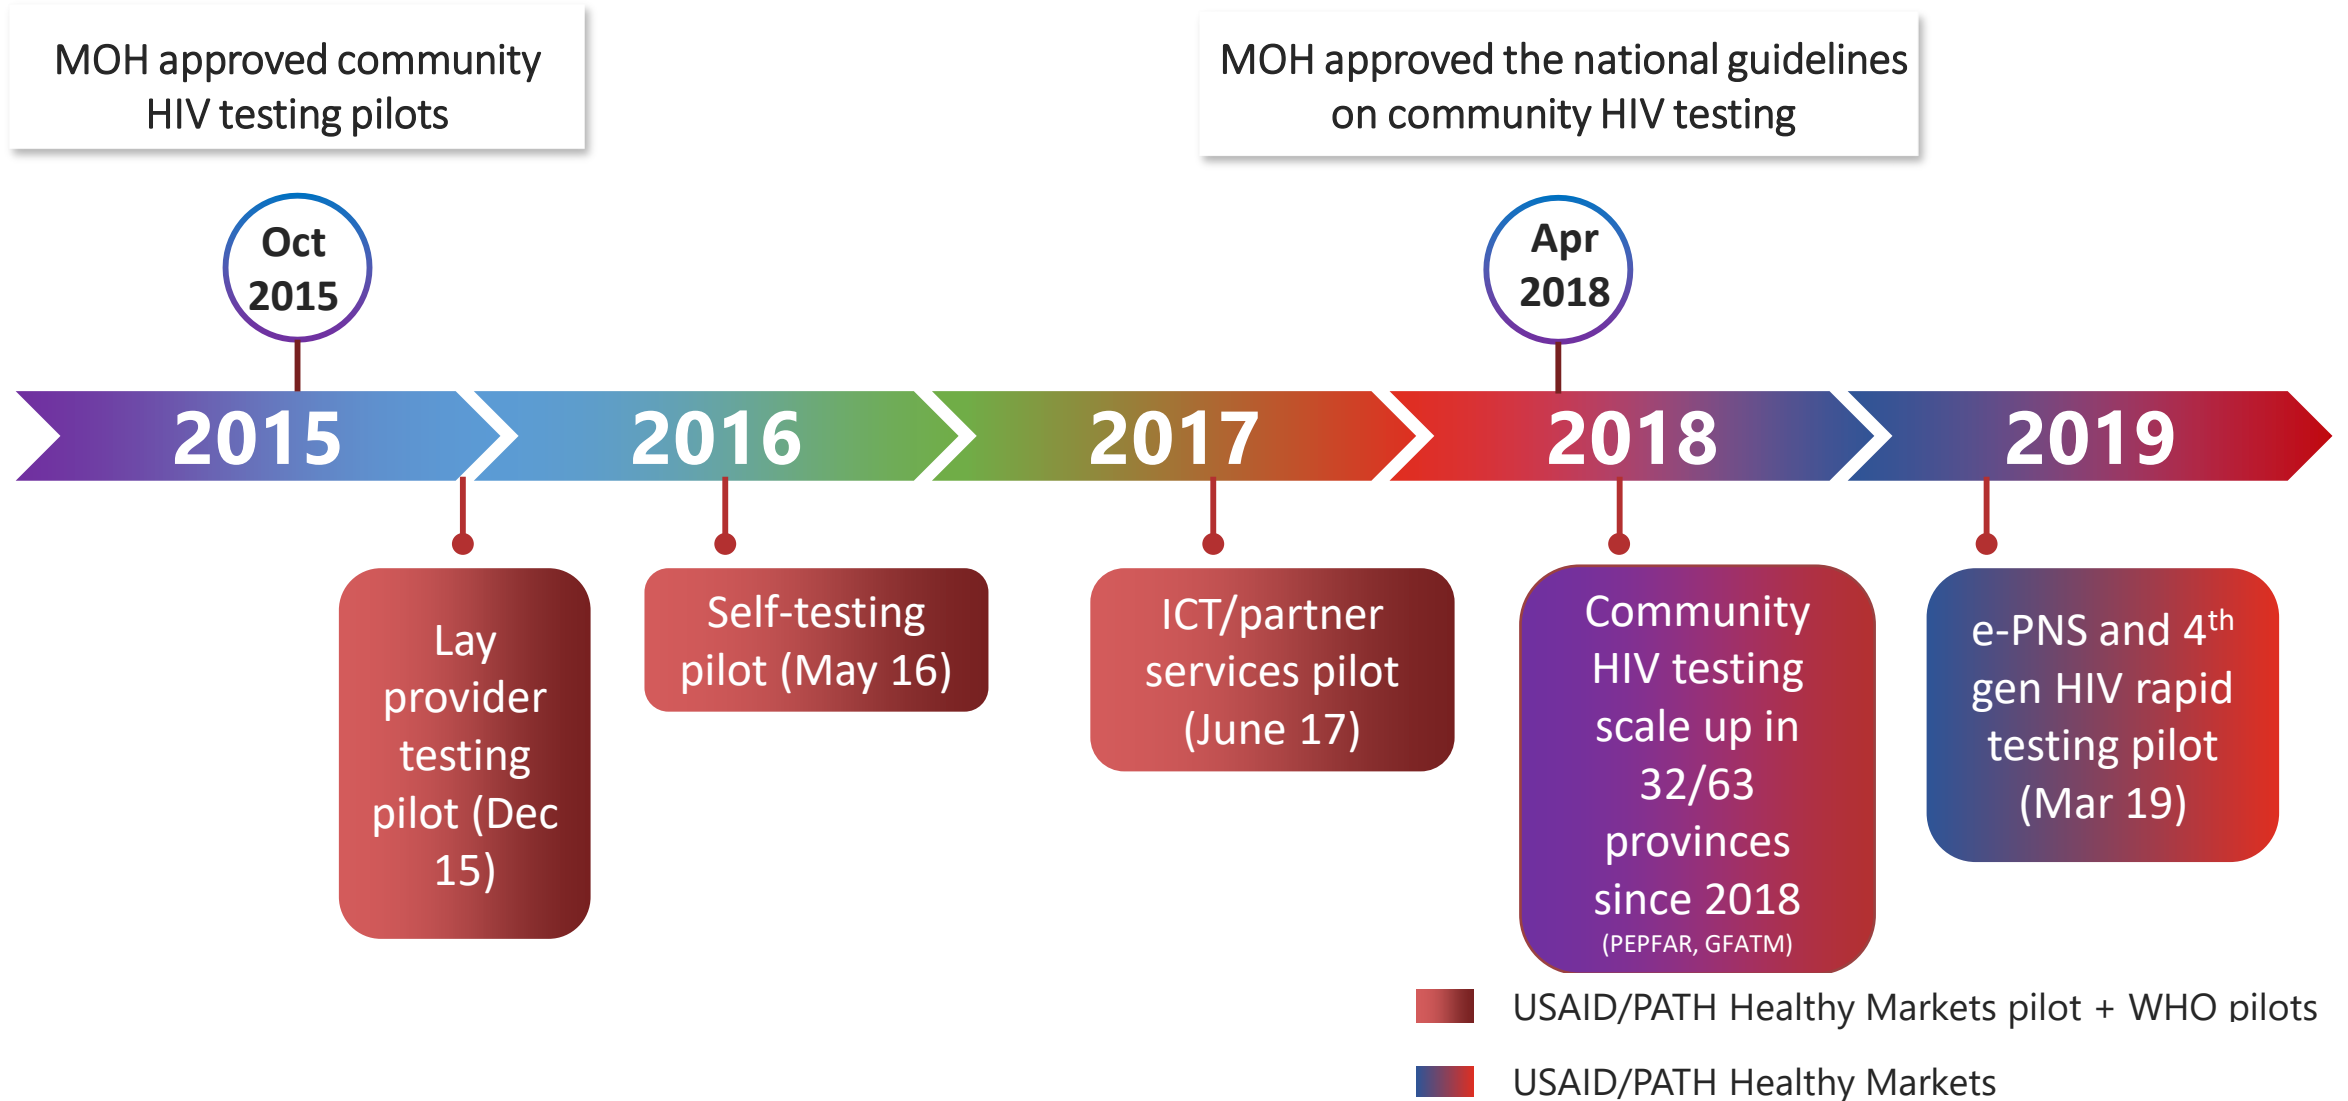 MOH approved community
HIV testing pilots
MOH approved the national guidelines
on community HIV testing
Oct
2015
Apr
2018
2015
2016
2017
2018
2019
Lay
provider
testing
pilot (Dec
15)
Self-testing
pilot (May 16)
ICT/partner
services pilot
(June 17)
Community
HIV testing
scale up in
32/63
provinces
since 2018
(PEPFAR, GFATM)
e-PNS and 4th
gen HIV rapid
testing pilot
(Mar 19)
USAID/PATH Healthy Markets pilot + WHO pilots
USAID/PATH Healthy Markets